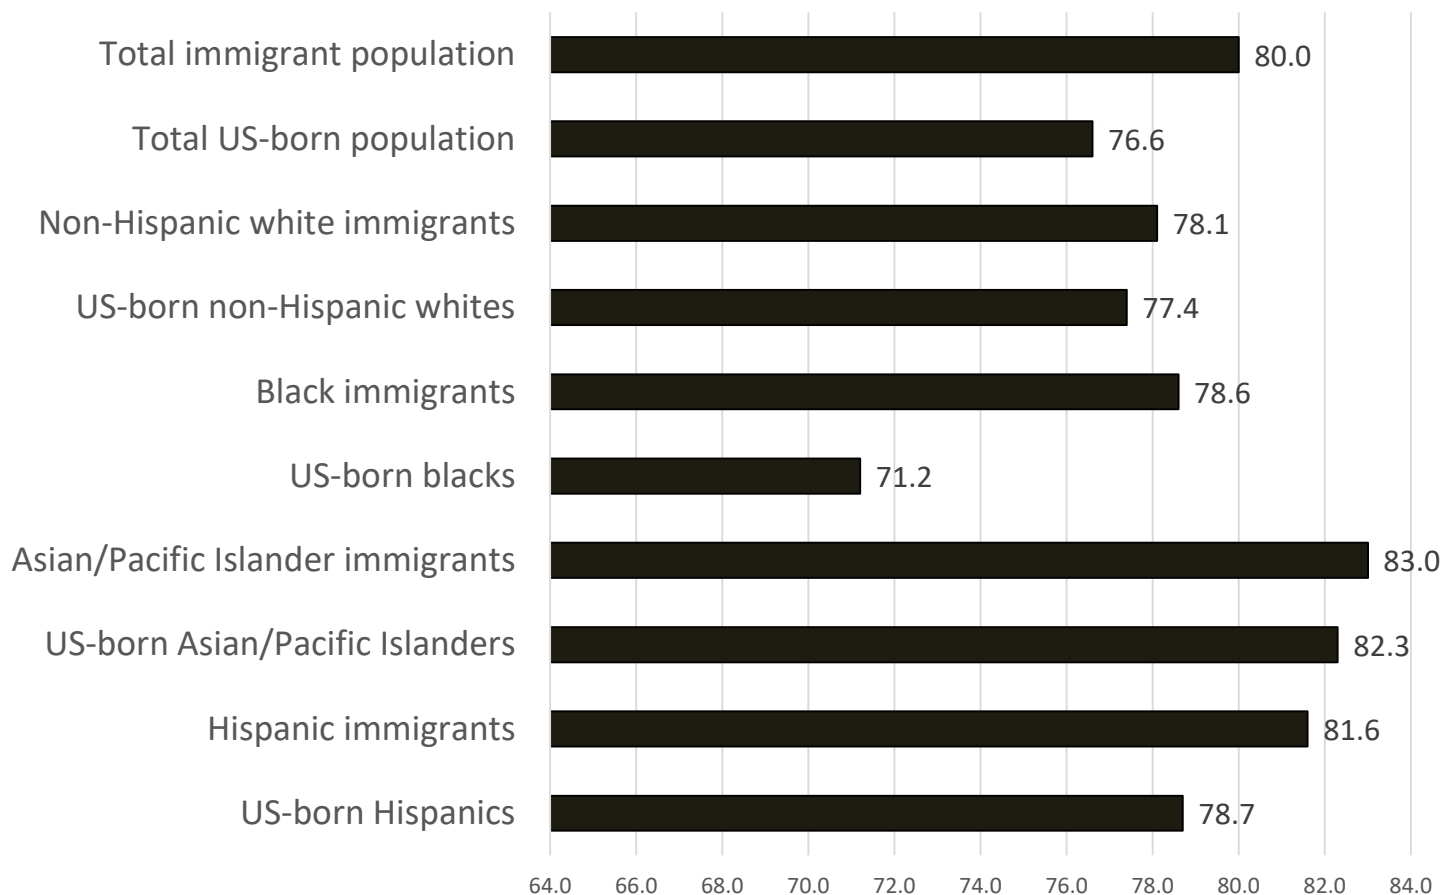 Total immigrant population 80.0
Total US-born population 76.6
Non-Hispanic white immigrants 78.1
US-born non-Hispanic whites 77.4
Black immigrants 78.6
US-born blacks 71.2
Asian/Pacific Islander immigrants 83.0
US-born Asian/Pacific Islanders 82.3
Hispanic immigrants 81.6
US-born Hispanics 78.7
64.0 66.0 68.0 70.0 72.0 74.0 76.0 78.0 80.0 82.0 84.0